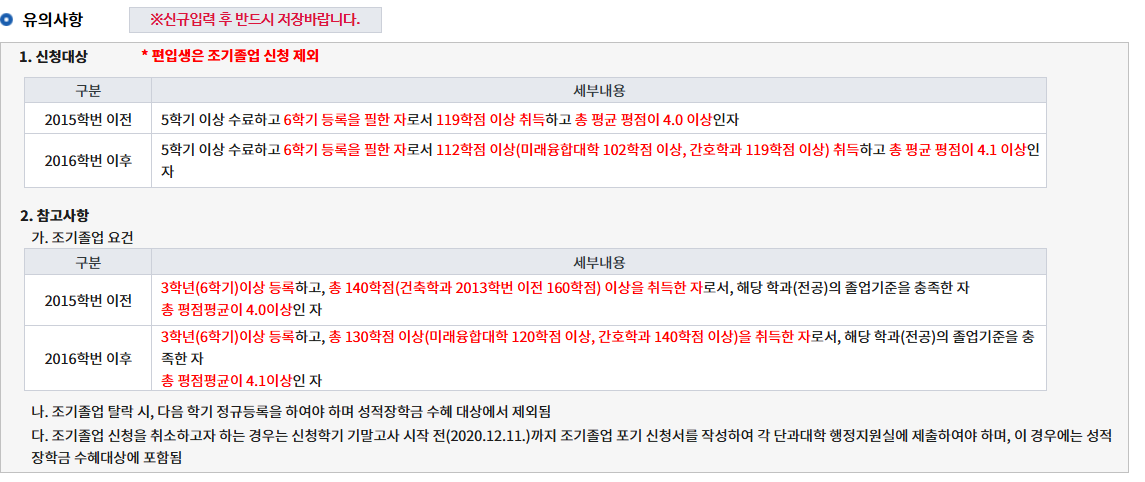 유의사항 ※신규입력 후 반드시 저장바랍니다.
1. 신청대상 * 편입생은 조기졸업 신청 제외
구분 세부내용
2015학번 이전 5학기 이상 수료하고 6학기 등록을 필한 자로서 119학점 이상 취득하고 총 평균 평점이 4.0 이상인자
2016학번 이후 5학기 이상 수료하고 6학기 등록을 필한 자로서 112학점 이상(미래융합대학 102학점 이상, 간호학과 119학점 이상) 취득하고 총 평균 평점이 4.1 이상인
자
2. 참고사항
가. 조기졸업 요건
구분 세부내용
2015학번 이전 3학년(6학기)이상 등록하고, 총 140학점(건축학과 2013학번 이전 160학점) 이상을 취득한 자로서, 해당 학과(전공)의 졸업기준을 충족한 자
총 평점평균이 4.0이상인 자
2016학번 이후 3학년(6학기)이상 등록하고, 총 130학점 이상(미래융합대학 120학점 이상, 간호학과 140학점 이상)을 취득한 자로서, 해당 학과(전공)의 졸업기준을 충
족한 자
총 평점평균이 4.1이상인 자
나. 조기졸업 탈락 시, 다음 학기 정규등록을 하여야 하며 성적장학금 수혜 대상에서 제외됨
다. 조기졸업 신청을 취소하고자 하는 경우는 신청학기 기말고사 시작 전(2020.12.11.)까지 조기졸업 포기 신청서를 작성하여 각 단과대학 행정지원실에 제출하여야 하며, 이 경우에는 성적
장학금 수혜대상에 포함됨